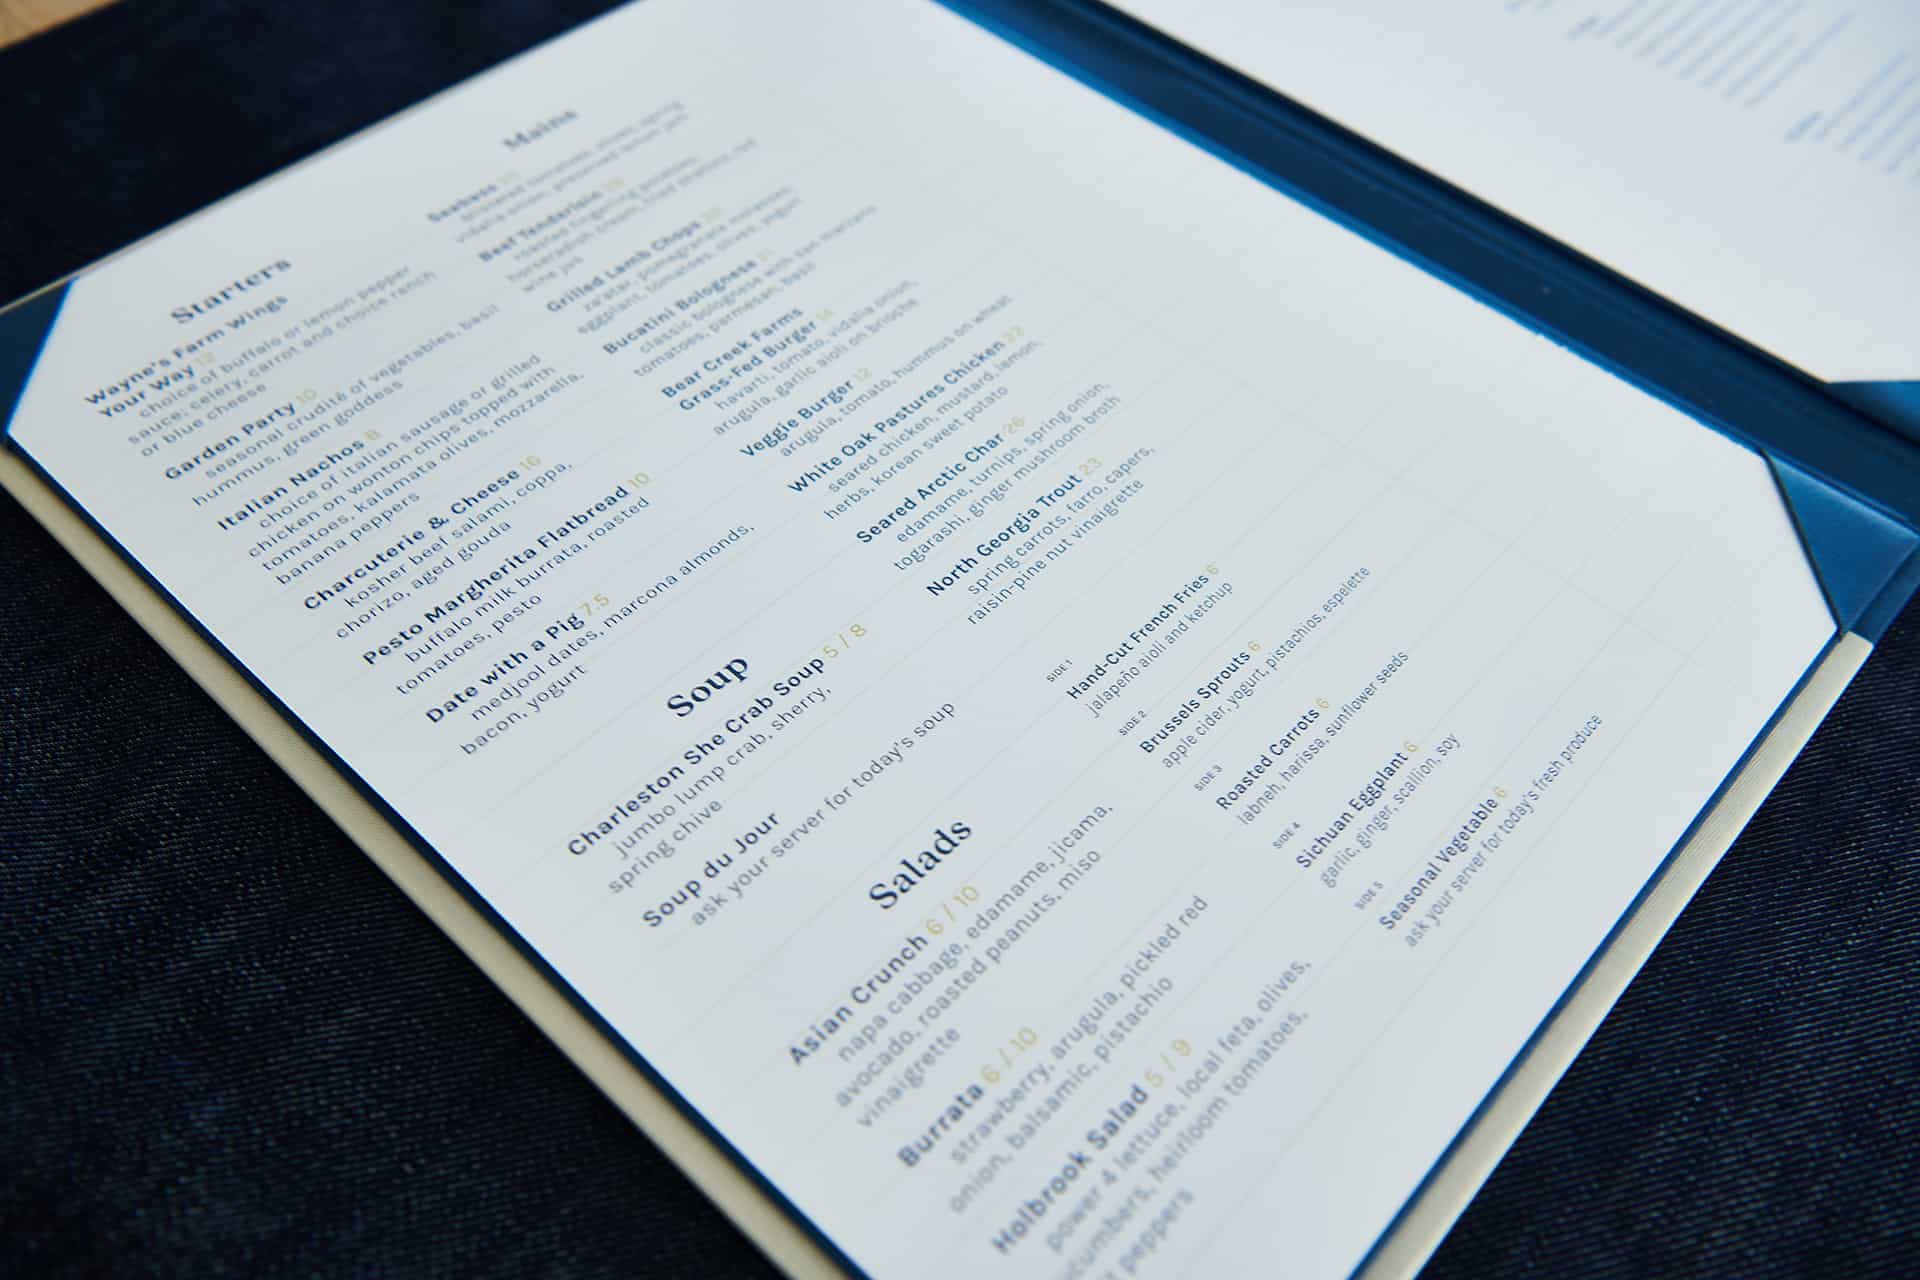 Starters
Wayne's Farm Wings
Your Way 12
choice of buffalo or lemon pepper
sauce; celery, carrot and choice ranch
or blue cheese
Garden Party 10
seasonal crudité of vegetables, basil
hummus, green goddess
Italian Nachos 8
choice of italian sausage or grilled
chicken on wonton chips topped with
tomatoes, kalamata olives, mozzarella,
banana peppers
Charcuterie & Cheese 16
kosher beef salami, coppa,
chorizo, aged gouda
Pesto Margherita Flatbread 10
buffalo milk burrata, roasted
tomatoes, pesto
Date with a Pig 7.5
medjool dates, marcona almonds,
bacon, yogurt
Soup
Charleston She Crab Soup 5 / 8
jumbo lump crab, sherry,
spring chive
Soup du Jour
ask your server for today's soup
Salads
Asian Crunch 6 / 10
napa cabbage, edamame, jicama,
avocado, roasted peanuts, miso
vinaigrette
Burrata 6 / 10
strawberry, arugula, pickled red
onion, balsamic, pistachio
Holbrook Salad 5 / 9
power 4 lettuce, local feta, olives,
cucumbers, heirloom tomatoes,
peppers
Mains
Seabass
Beef Tenderloin
roasted fingerling potatoes,
horseradish cream, fried shallots, red
wine jus
Grilled Lamb Chops
za'atar, pomegranate molasses,
eggplant, tomatoes, olives, yogurt
Bucatini Bolognese
classic bolognese with san marzano
tomatoes, parmesan, basil
Bear Creek Farms
Grass-Fed Burger 14
havarti, tomato, vidalia onion,
arugula, garlic aioli on brioche
Veggie Burger 12
arugula, tomato, hummus on wheat
White Oak Pastures Chicken 22
seared chicken, mustard, lemon,
herbs, korean sweet potato
Seared Arctic Char 26
edamame, turnips, spring onion,
togarashi, ginger mushroom broth
North Georgia Trout 23
spring carrots, farro, capers,
raisin-pine nut vinaigrette
SIDE 1
Hand-Cut French Fries 6
jalapeño aioli and ketchup
SIDE 2
Brussels Sprouts 6
apple cider, yogurt, pistachios, espelette
SIDE 3
Roasted Carrots 6
labneh, harissa, sunflower seeds
SIDE 4
Sichuan Eggplant 6
garlic, ginger, scallion, soy
SIDE 5
Seasonal Vegetable 6
ask your server for today's fresh produce